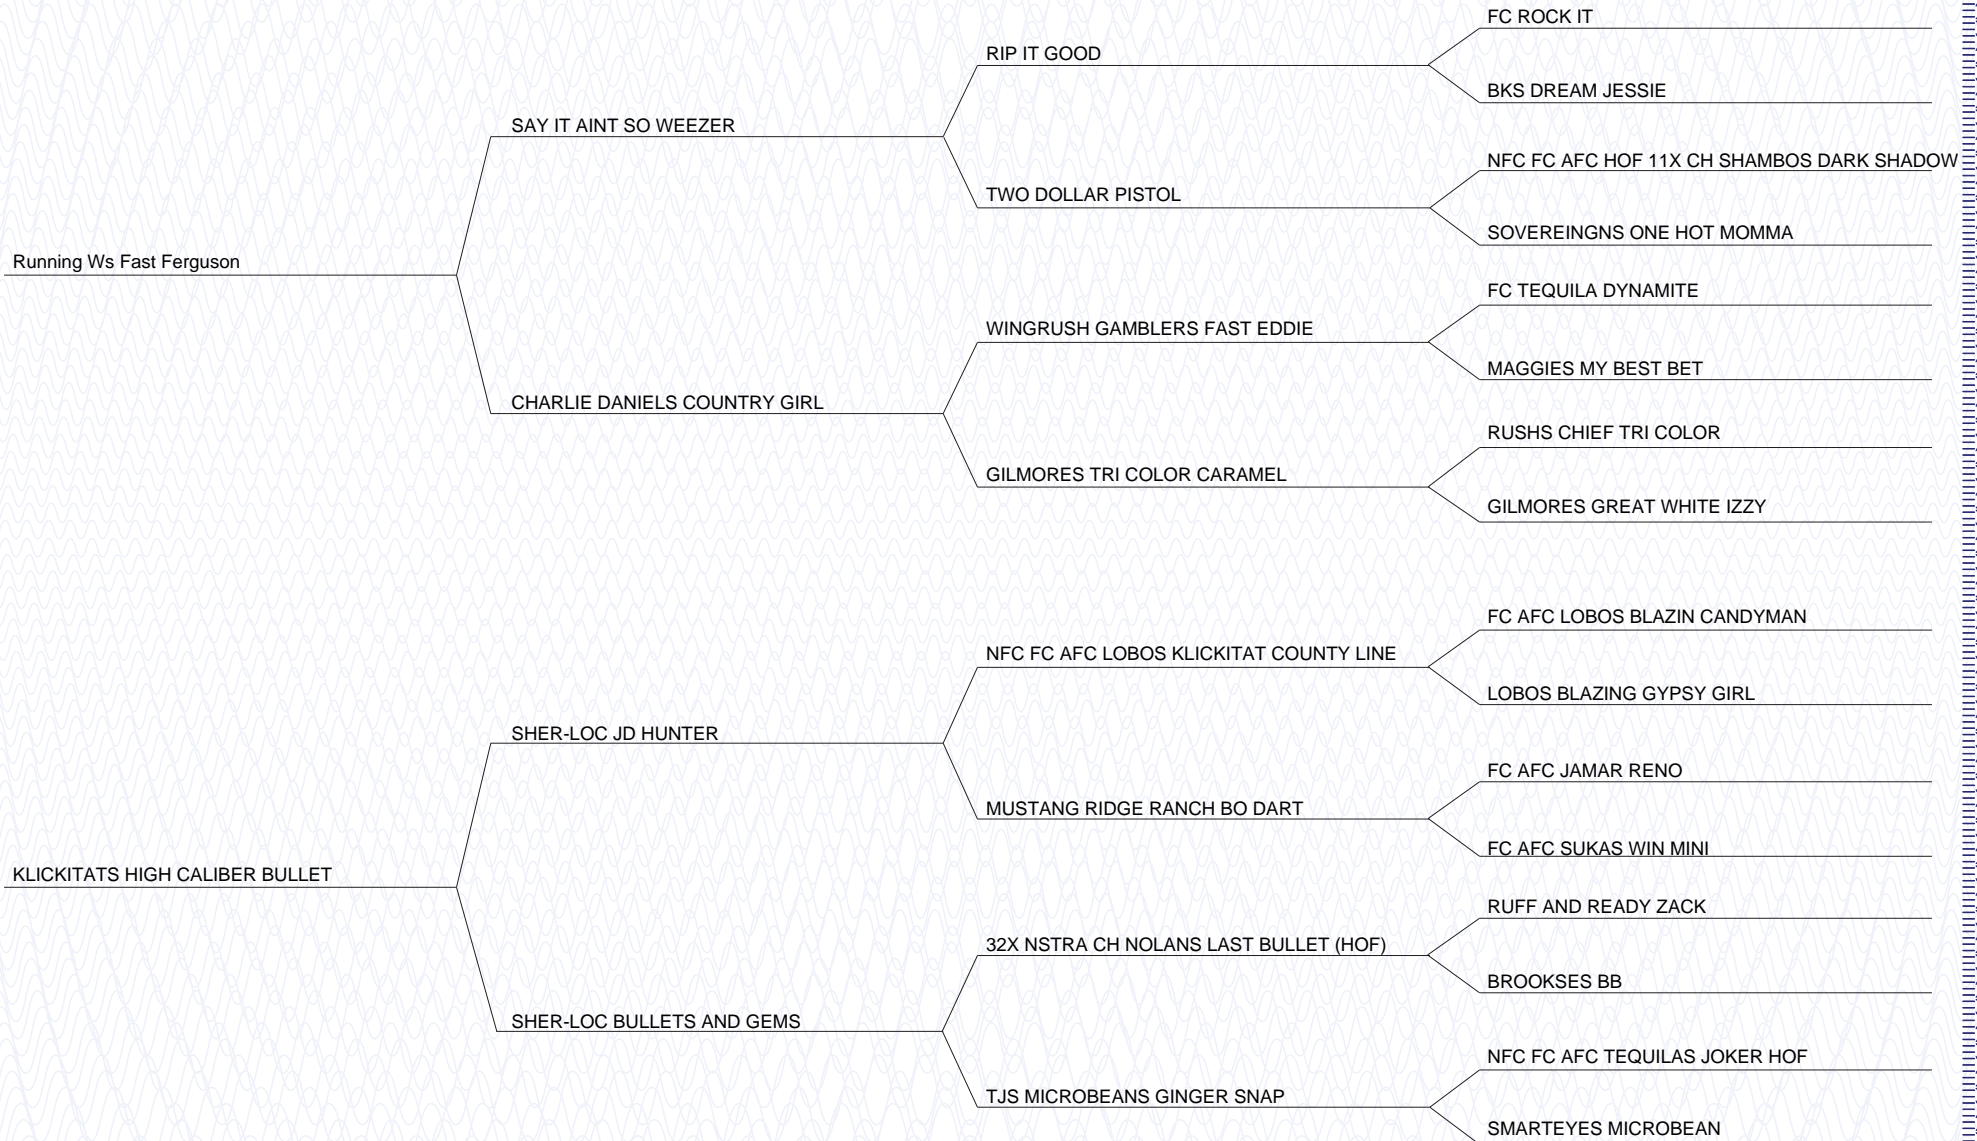 FC ROCK IT
RIP IT GOOD
BKS DREAM JESSIE
SAY IT AINT SO WEEZER
NFC FC AFC HOF 11X CH SHAMBOS DARK SHADOW
TWO DOLLAR PISTOL
SOVEREINGNS ONE HOT MOMMA
Running Ws Fast Ferguson
FC TEQUILA DYNAMITE
WINGRUSH GAMBLERS FAST EDDIE
MAGGIES MY BEST BET
CHARLIE DANIELS COUNTRY GIRL
RUSHS CHIEF TRI COLOR
GILMORES TRI COLOR CARAMEL
GILMORES GREAT WHITE IZZY
FC AFC LOBOS BLAZIN CANDYMAN
NFC FC AFC LOBOS KLICKITAT COUNTY LINE
LOBOS BLAZING GYPSY GIRL
SHER-LOC JD HUNTER
FC AFC JAMAR RENO
MUSTANG RIDGE RANCH BO DART
FC AFC SUKAS WIN MINI
KLICKITATS HIGH CALIBER BULLET
RUFF AND READY ZACK
32X NSTRA CH NOLANS LAST BULLET (HOF)
BROOKSES BB
SHER-LOC BULLETS AND GEMS
NFC FC AFC TEQUILAS JOKER HOF
TJS MICROBEANS GINGER SNAP
SMARTEYES MICROBEAN